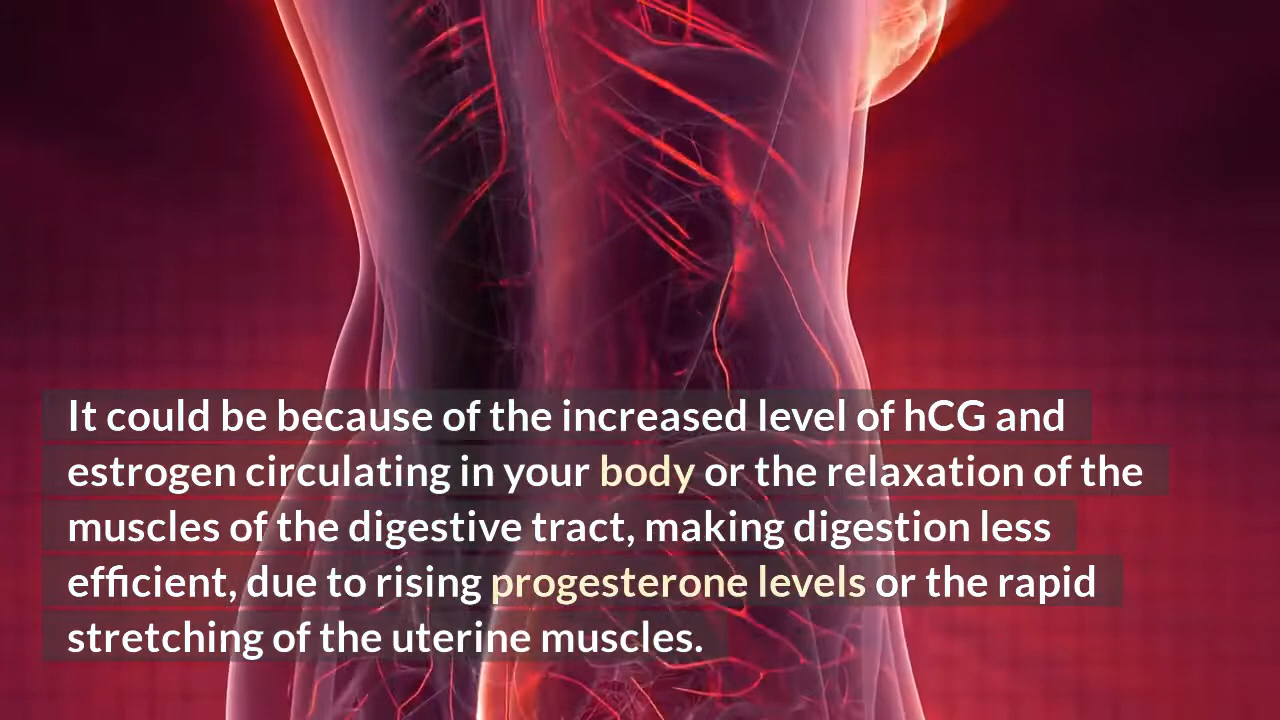 It could be because of the increased level of hCG and
estrogen circulating in your body or the relaxation of the
muscles of the digestive tract, making digestion less
efficient, due to rising progesterone levels or the rapid
stretching of the uterine muscles.